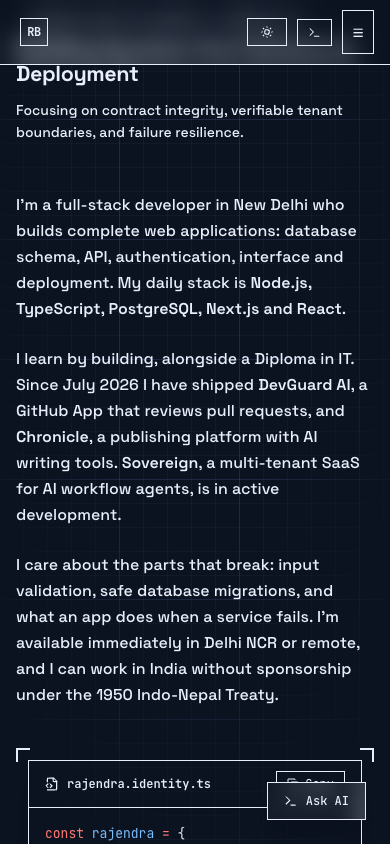 RB
Deployment
Focusing on contract integrity, verifiable tenant
boundaries, and failure resilience.
I'm a full-stack developer in New Delhi who
builds complete web applications: database
schema, API, authentication, interface and
deployment. My daily stack is Node.js,
TypeScript, PostgreSQL, Next.js and React.
I learn by building, alongside a Diploma in IT.
Since July 2026 I have shipped DevGuard AI, a
GitHub App that reviews pull requests, and
Chronicle, a publishing platform with AI
writing tools. Sovereign, a multi-tenant SaaS
for AI workflow agents, is in active
development.
I care about the parts that break: input
validation, safe database migrations, and
what an app does when a service fails. I'm
available immediately in Delhi NCR or remote,
and I can work in India without sponsorship
under the 1950 Indo-Nepal Treaty.
rajendra.identity.ts
Ask AI
const rajendra = {